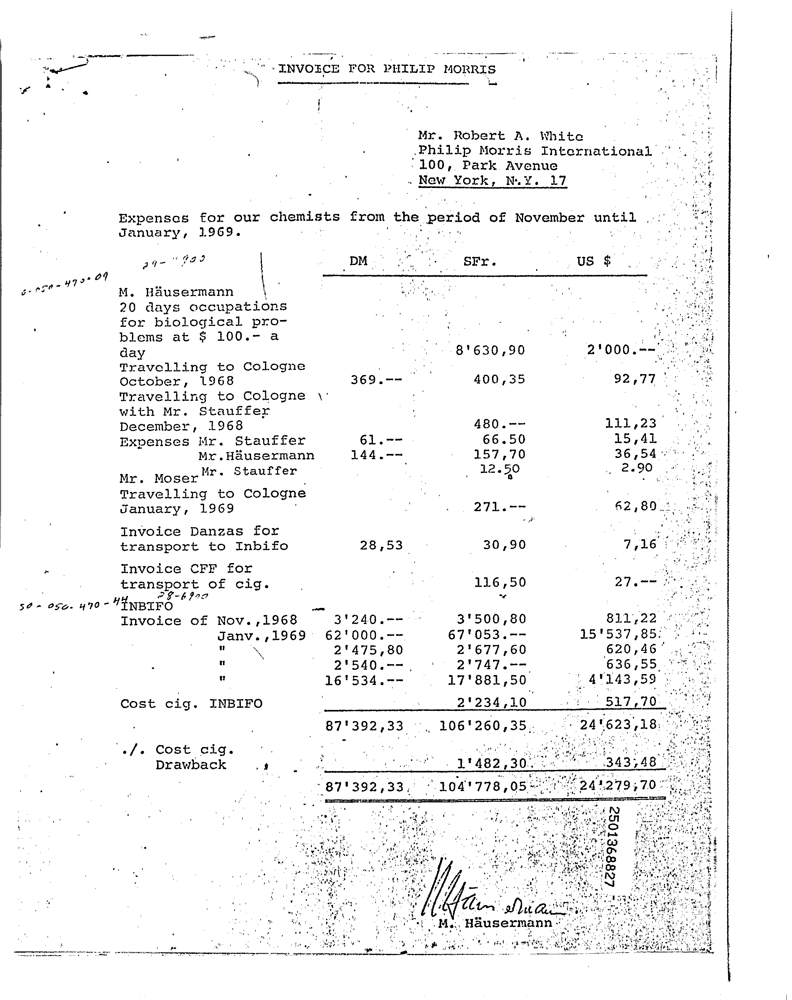 INVOICE FOR PHILIP MORRIS
Mr. Robert A. White
Philip Morris International
100, Park Avenue
New York, N.Y. 17
Expenses for our chemists from the period of November until
January, 1969.
DM SFr. US $
M. Häusermann
20 days occupations
for biological pro-
blems at $ 100.- a
day 8'630,90 2'000.--
Travelling to Cologne
October, 1968 369.-- 400,35 92,77
Travelling to Cologne
with Mr. Stauffer
December, 1968 480.-- 111,23
Expenses Mr. Stauffer 61.-- 66.50 15,41
Mr.Häusermann 144.-- 157,70 36,54
Mr. Moser Mr. Stauffer 12.50 2.90
Travelling to Cologne
January, 1969 271.-- 62,80
Invoice Danzas for
transport to Inbifo 28,53 30,90 7,16
Invoice CFF for
transport of cig. 116,50 27.--
28-6900
50-050.470-44 INBIFO
Invoice of Nov.,1968 3'240.-- 3'500,80 811,22
Janv.,1969 62'000.-- 67'053.-- 15'537,85
" 2'475,80 2'677,60 620,46
" 2'540.-- 2'747.-- 636,55
" 16'534.-- 17'881,50 4'143,59
Cost cig. INBIFO 2'234,10 517,70
87'392,33 106'260,35 24'623,18
./. Cost cig.
Drawback 1'482,30 343,48
87'392,33 104'778,05 24'279,70
2501368827
M. Häusermann